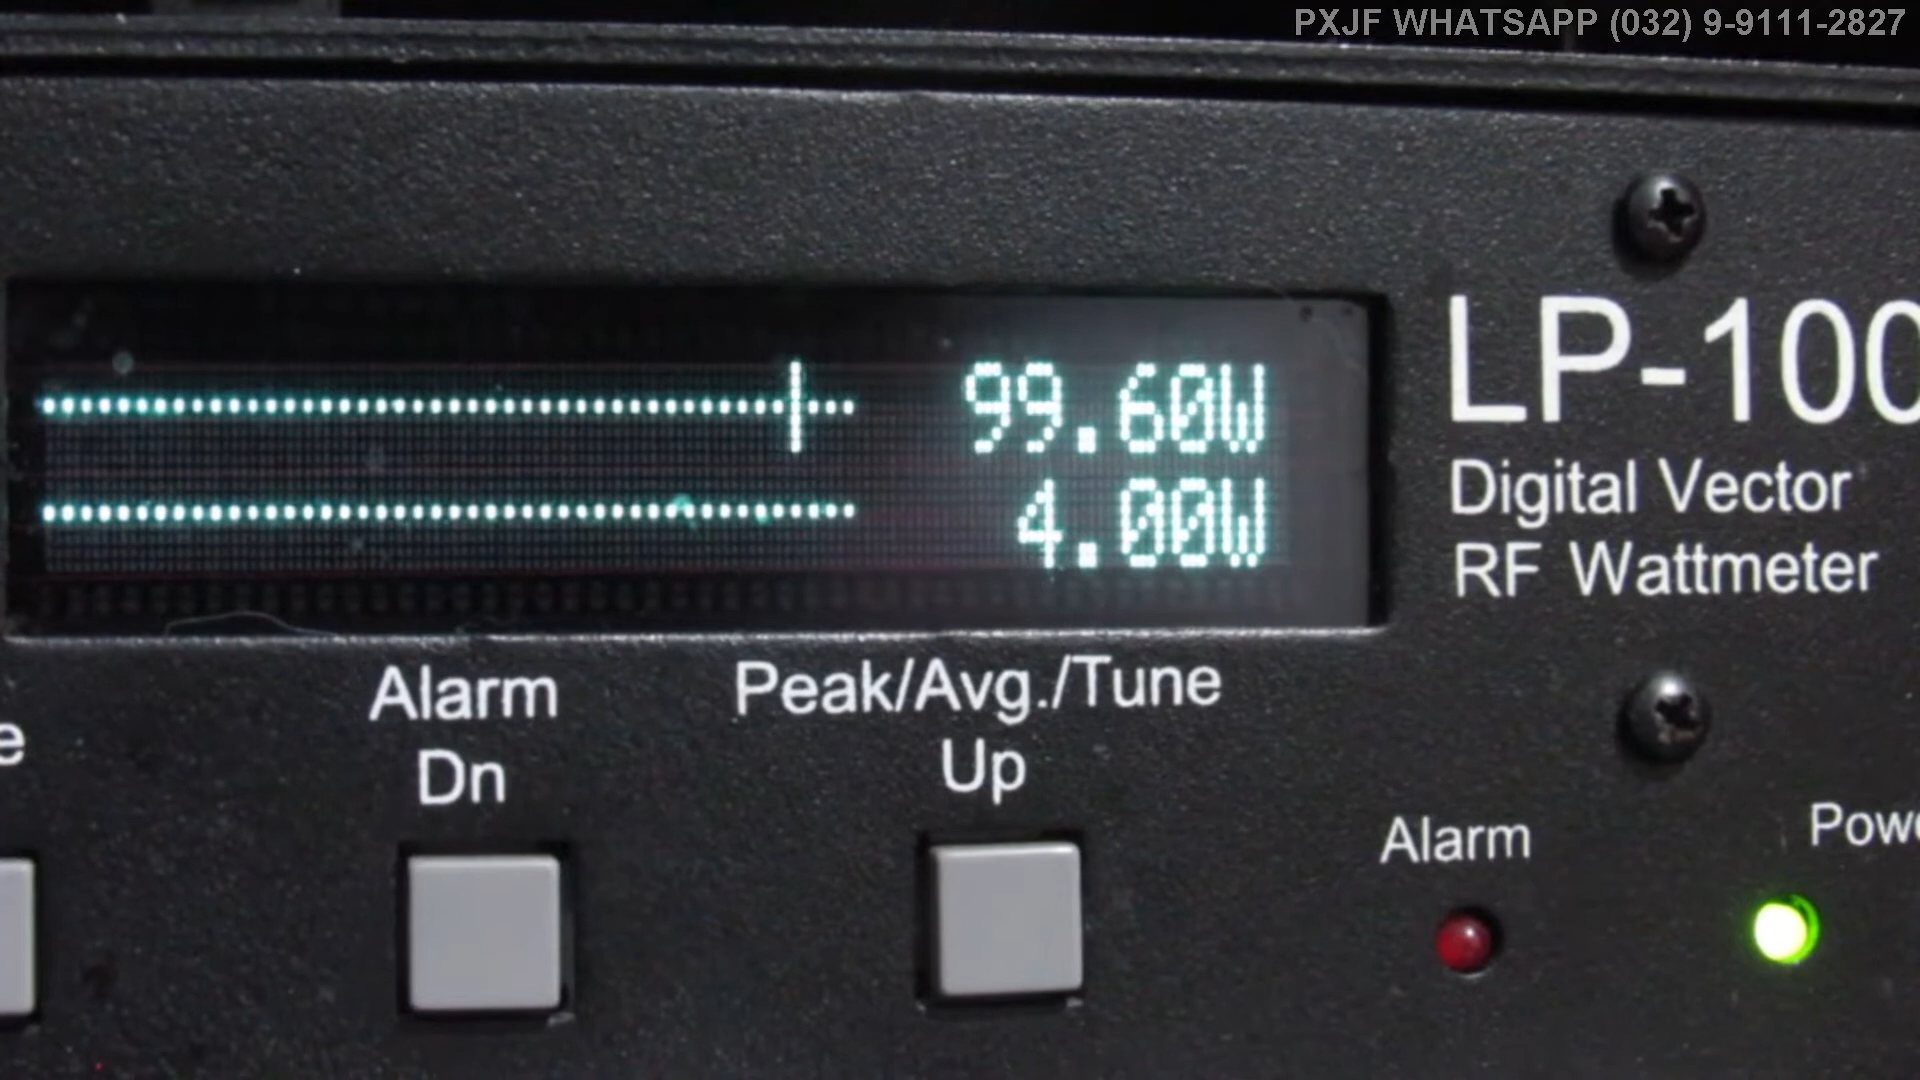 PXJF WHATSAPP (032) 9-9111-2827
99.60W
4.00W
LP-100
Digital Vector
RF Wattmeter
Alarm
Dn
Peak/Avg./Tune
Up
Alarm